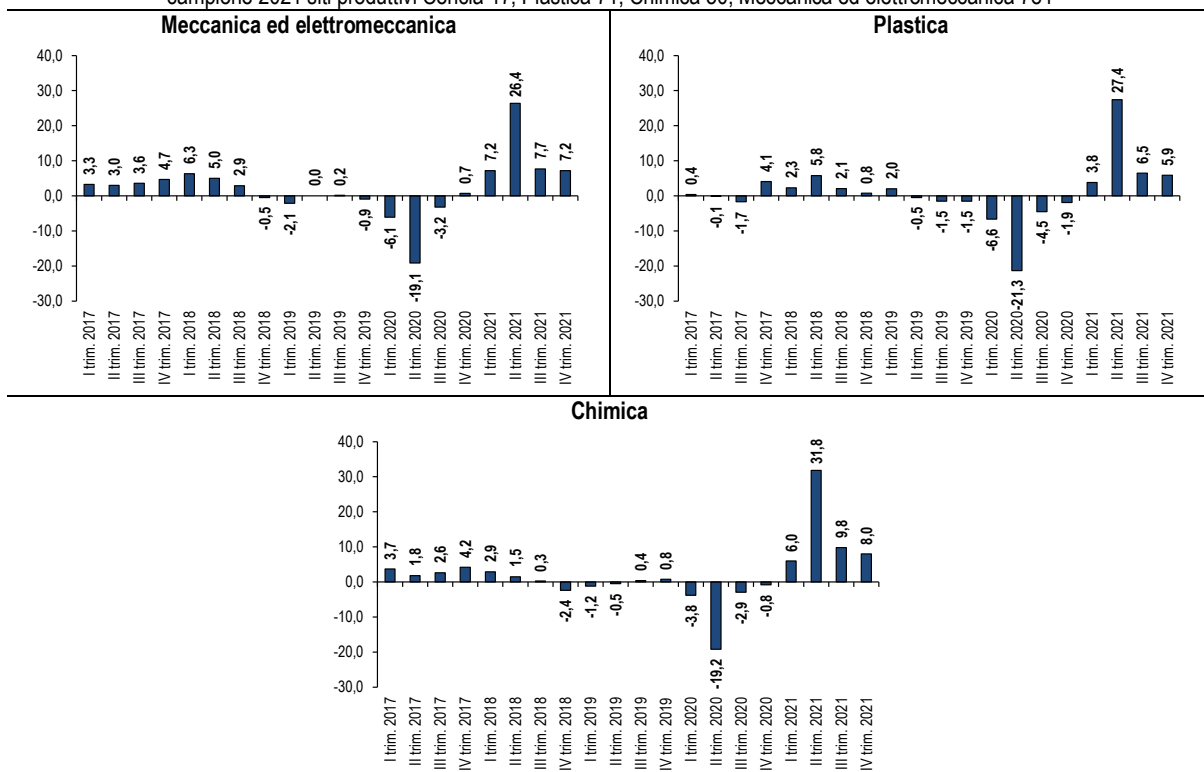 campione 2021 siti produttivi Concia Plastica Chimica Meccanica ed elettromeccanica
Meccanica ed elettromeccanica
40,0
30,0
20,0
10,0
0,0
-10,0
-20,0
-30,0
3,3
3,0
3,6
4,7
6,3
5,0
2,9
-0,5
-2,1
0,0
0,2
-0,9
-6,1
-19,1
-3,2
0,7
7,2
26,4
7,7
7,2
I trim. 2017
II trim. 2017
III trim. 2017
IV trim. 2017
I trim. 2018
II trim. 2018
III trim. 2018
IV trim. 2018
I trim. 2019
II trim. 2019
III trim. 2019
IV trim. 2019
I trim. 2020
II trim. 2020
III trim. 2020
IV trim. 2020
I trim. 2021
II trim. 2021
III trim. 2021
IV trim. 2021
Plastica
40,0
30,0
20,0
10,0
0,0
-10,0
-20,0
-30,0
0,4
-0,1
-1,7
4,1
2,3
5,8
2,1
0,8
2,0
-0,5
-1,5
-1,5
-6,6
-21,3
-4,5
-1,9
3,8
27,4
6,5
5,9
I trim. 2017
II trim. 2017
III trim. 2017
IV trim. 2017
I trim. 2018
II trim. 2018
III trim. 2018
IV trim. 2018
I trim. 2019
II trim. 2019
III trim. 2019
IV trim. 2019
I trim. 2020
II trim. 2020
III trim. 2020
IV trim. 2020
I trim. 2021
II trim. 2021
III trim. 2021
IV trim. 2021
Chimica
40,0
30,0
20,0
10,0
0,0
-10,0
-20,0
-30,0
3,7
1,8
2,6
4,2
2,9
1,5
0,3
-2,4
-1,2
-0,5
0,4
0,8
-3,8
-19,2
-2,9
-0,8
6,0
31,8
9,8
8,0
I trim. 2017
II trim. 2017
III trim. 2017
IV trim. 2017
I trim. 2018
II trim. 2018
III trim. 2018
IV trim. 2018
I trim. 2019
II trim. 2019
III trim. 2019
IV trim. 2019
I trim. 2020
II trim. 2020
III trim. 2020
IV trim. 2020
I trim. 2021
II trim. 2021
III trim. 2021
IV trim. 2021